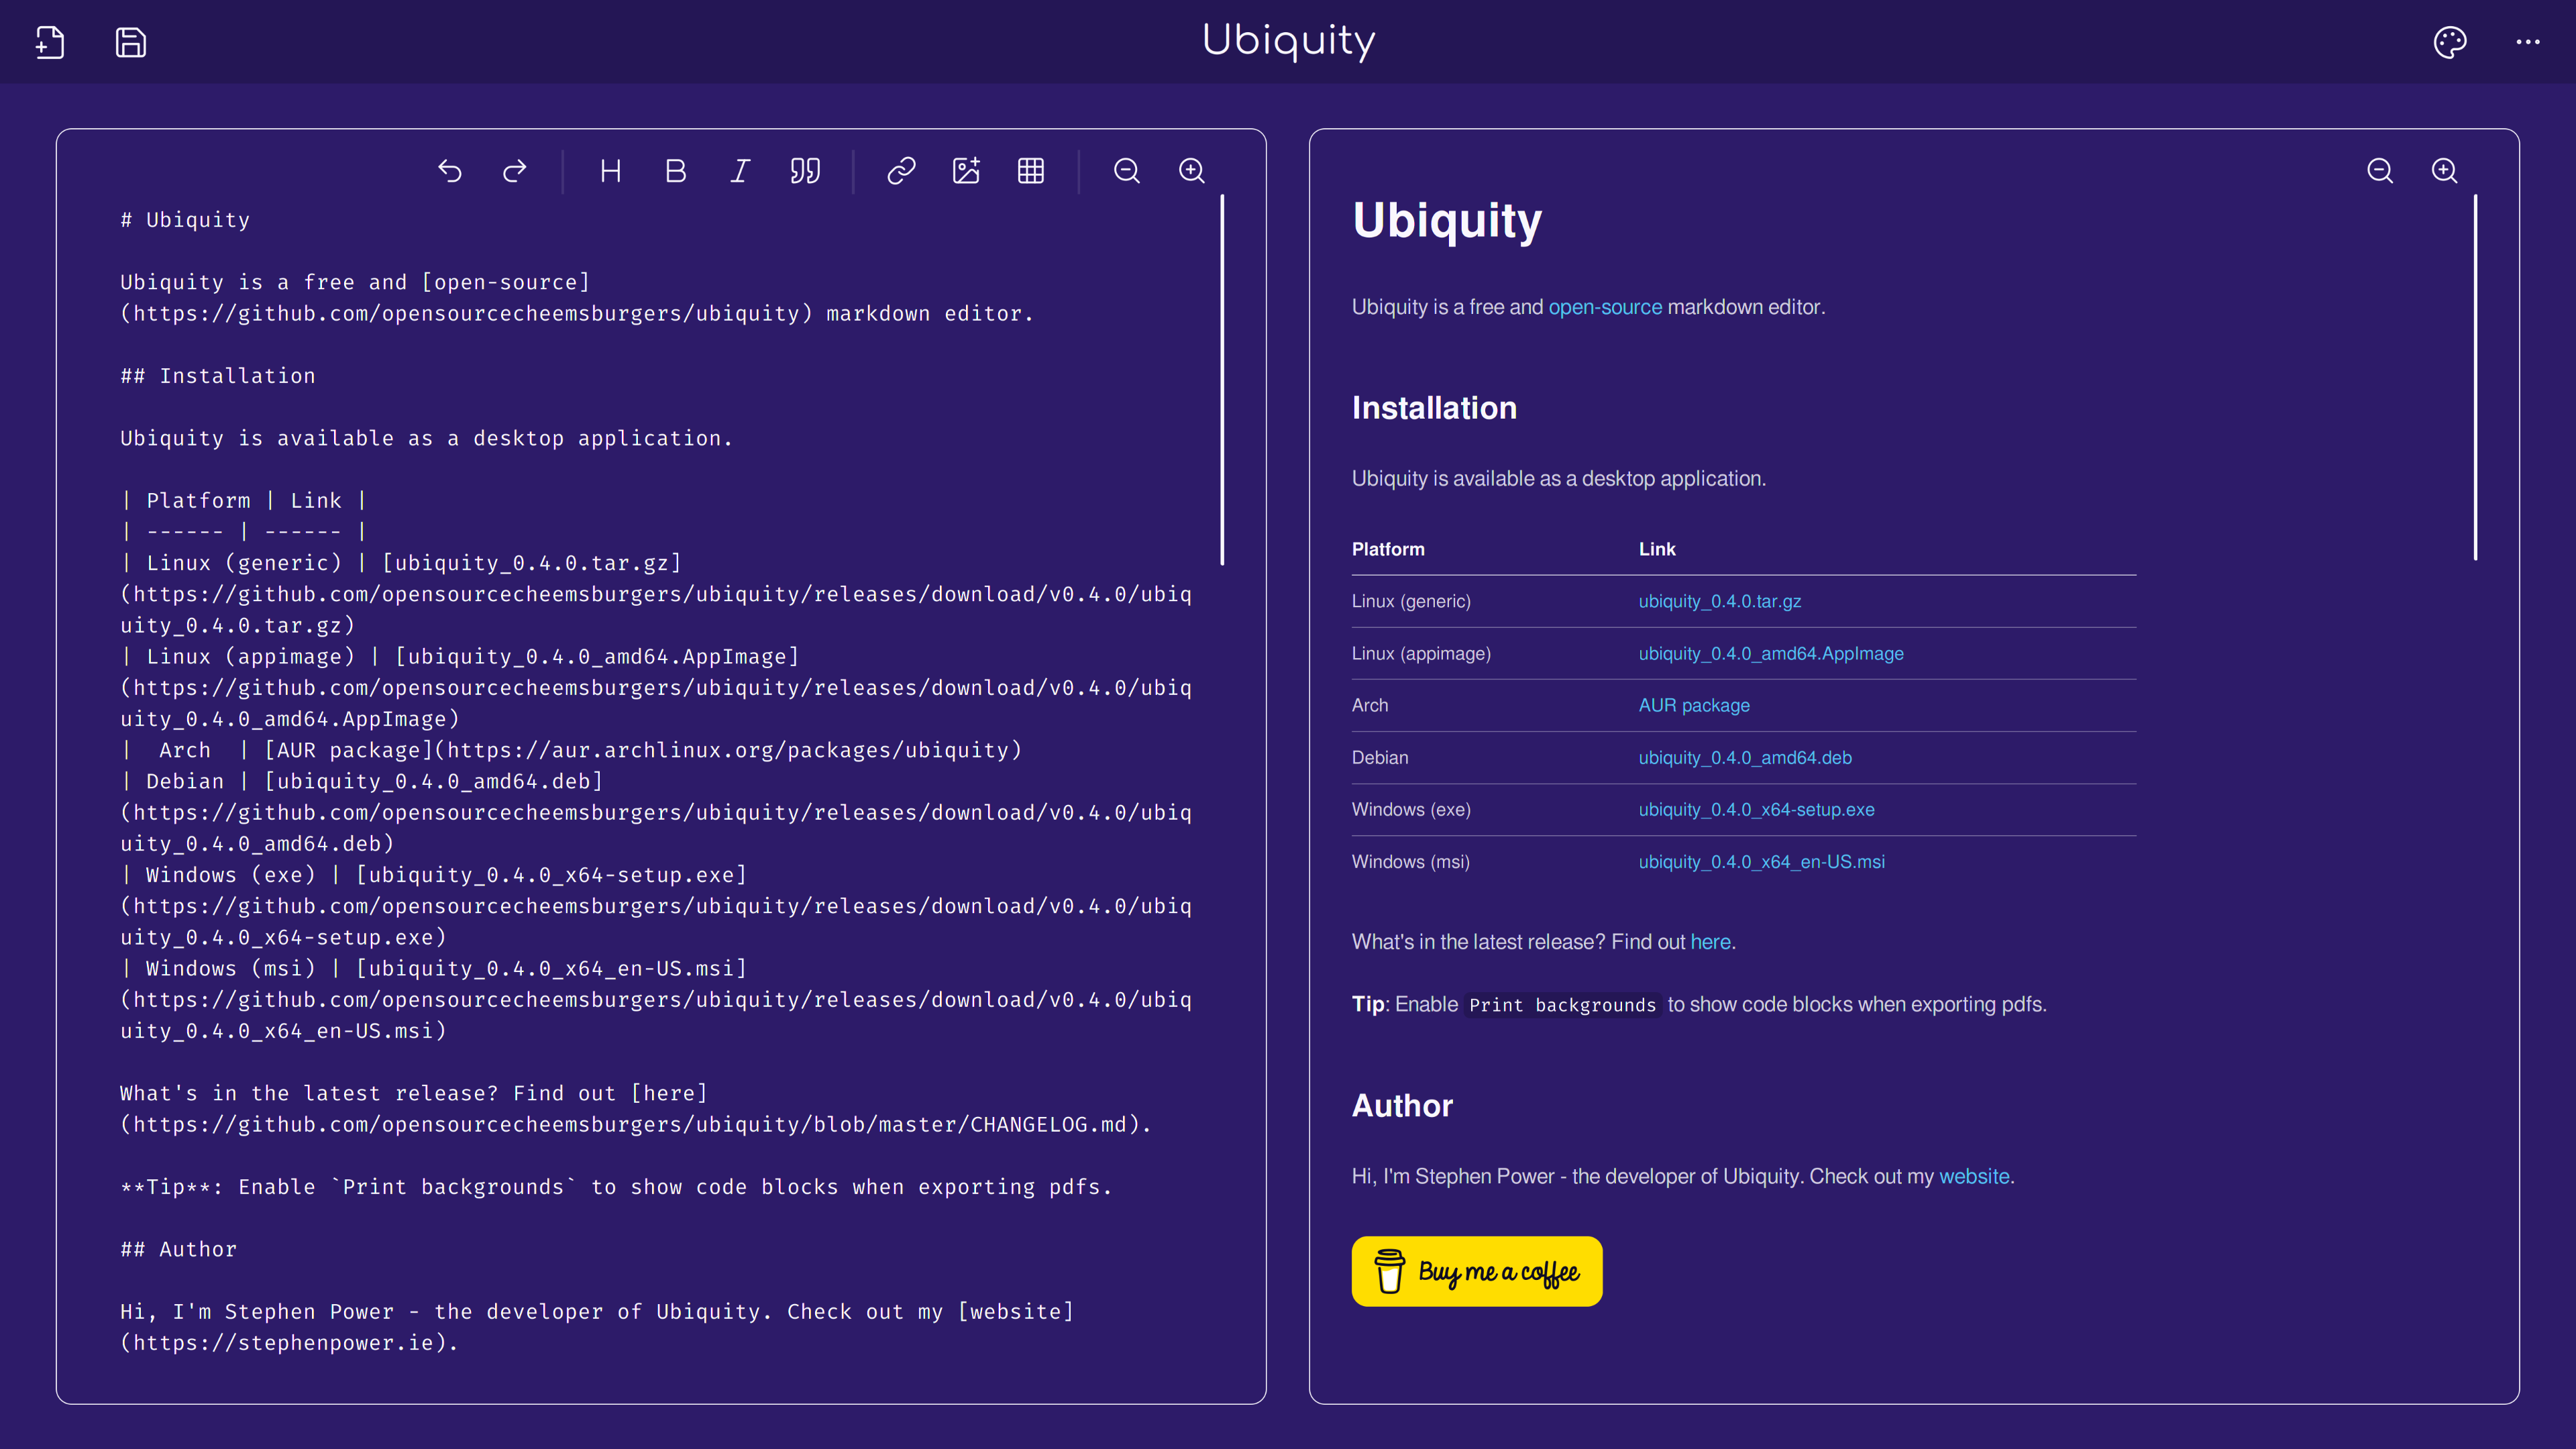 Ubiquity
H B I
# Ubiquity
Ubiquity is a free and [open-source]
(https://github.com/opensourcecheemsburgers/ubiquity) markdown editor.
## Installation
Ubiquity is available as a desktop application.
| Platform | Link |
| ------ | ------ |
| Linux (generic) | [ubiquity_0.4.0.tar.gz]
(https://github.com/opensourcecheemsburgers/ubiquity/releases/download/v0.4.0/ubiq
uity_0.4.0.tar.gz)
| Linux (appimage) | [ubiquity_0.4.0_amd64.AppImage]
(https://github.com/opensourcecheemsburgers/ubiquity/releases/download/v0.4.0/ubiq
uity_0.4.0_amd64.AppImage)
|  Arch  | [AUR package](https://aur.archlinux.org/packages/ubiquity)
| Debian | [ubiquity_0.4.0_amd64.deb]
(https://github.com/opensourcecheemsburgers/ubiquity/releases/download/v0.4.0/ubiq
uity_0.4.0_amd64.deb)
| Windows (exe) | [ubiquity_0.4.0_x64-setup.exe]
(https://github.com/opensourcecheemsburgers/ubiquity/releases/download/v0.4.0/ubiq
uity_0.4.0_x64-setup.exe)
| Windows (msi) | [ubiquity_0.4.0_x64_en-US.msi]
(https://github.com/opensourcecheemsburgers/ubiquity/releases/download/v0.4.0/ubiq
uity_0.4.0_x64_en-US.msi)
What's in the latest release? Find out [here]
(https://github.com/opensourcecheemsburgers/ubiquity/blob/master/CHANGELOG.md).
**Tip**: Enable `Print backgrounds` to show code blocks when exporting pdfs.
## Author
Hi, I'm Stephen Power - the developer of Ubiquity. Check out my [website]
(https://stephenpower.ie).
Ubiquity
Ubiquity is a free and open-source markdown editor.
Installation
Ubiquity is available as a desktop application.
Platform Link
Linux (generic) ubiquity_0.4.0.tar.gz
Linux (appimage) ubiquity_0.4.0_amd64.AppImage
Arch AUR package
Debian ubiquity_0.4.0_amd64.deb
Windows (exe) ubiquity_0.4.0_x64-setup.exe
Windows (msi) ubiquity_0.4.0_x64_en-US.msi
What's in the latest release? Find out here.
Tip: Enable Print backgrounds to show code blocks when exporting pdfs.
Author
Hi, I'm Stephen Power - the developer of Ubiquity. Check out my website.
Buy me a coffee